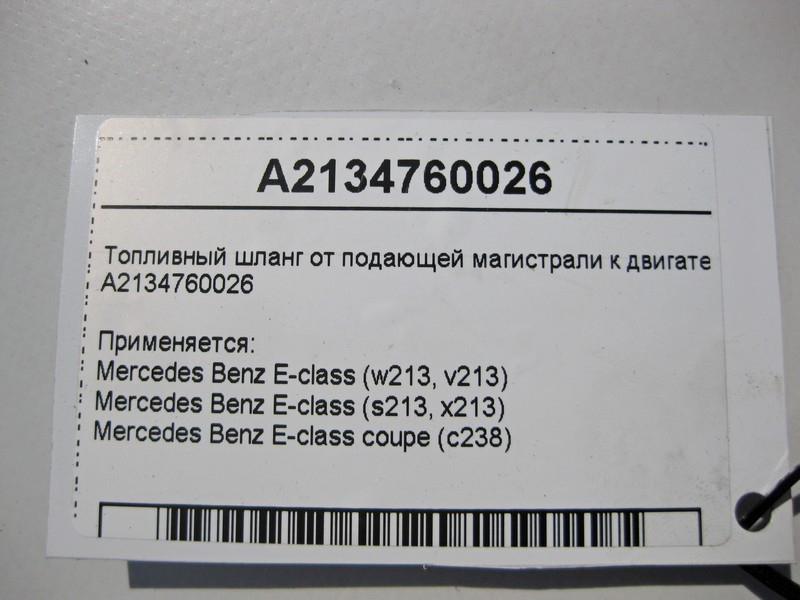 A2134760026
Топливный шланг от подающей магистрали к двигате
A2134760026
Применяется:
Mercedes Benz E-class (w213, v213)
Mercedes Benz E-class (s213, x213)
Mercedes Benz E-class coupe (c238)